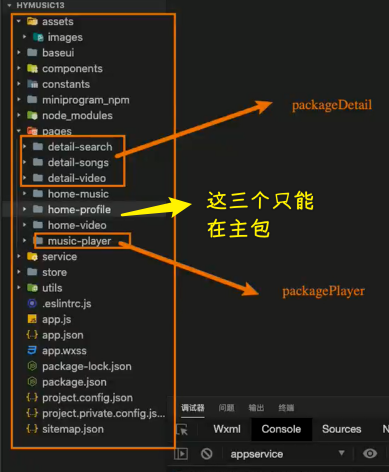 HYMUSIC13
assets
images
baseui
components
constants
miniprogram_npm
node_modules
pages
detail-search
detail-songs
detail-video
home-music
home-profile
home-video
music-player
service
store
utils
.eslintrc.js
app.js
app.json
app.wxss
package-lock.json
package.json
project.config.json
project.private.config.js...
sitemap.json
packageDetail
这三个只能
在主包
packagePlayer
调试器 问题 输出 终端
Wxml Console Sources
appservice